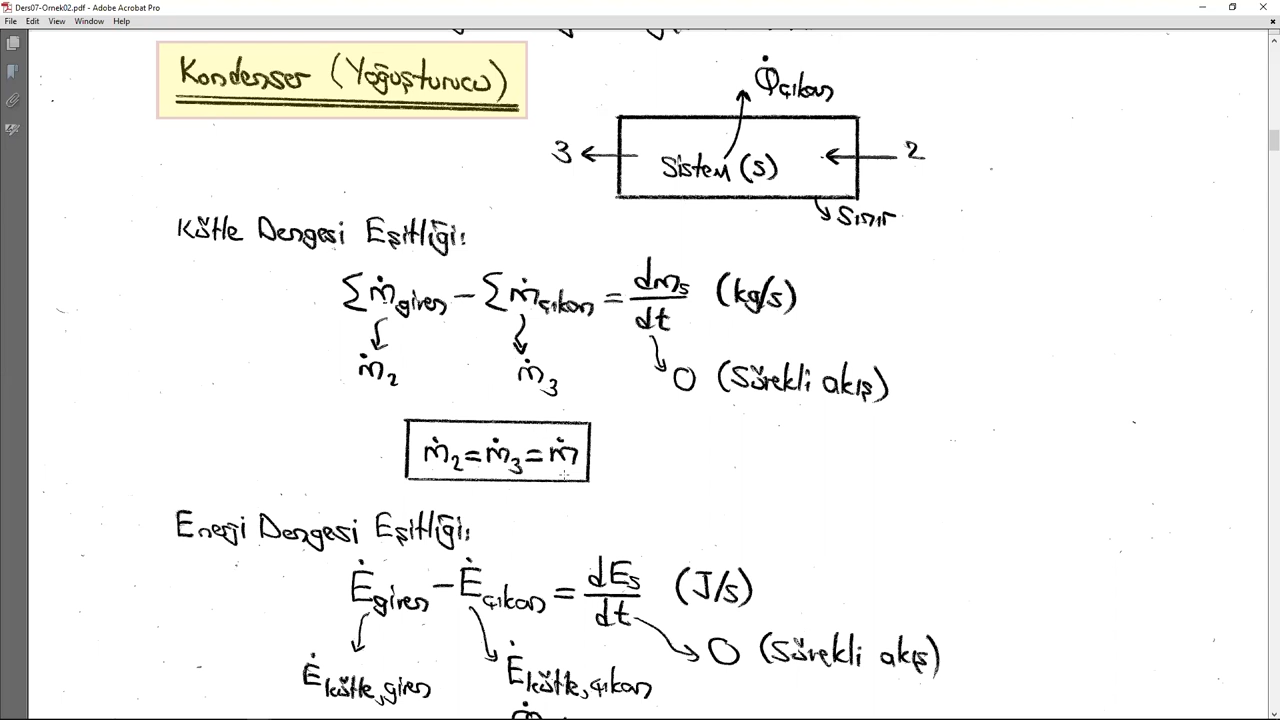 Ders07-Ornek02.pdf - Adobe Acrobat Pro
File Edit View Window Help
Kondenser (Yoğuşturucu)
Q̇çıkan
3 ← Sistem (s) ← 2
Sınır
Kütle Dengesi Eşitliği:
∑ṁgiren − ∑ṁçıkan = dms/dt (kg/s)
ṁ2 ṁ3 0 (Sürekli akış)
ṁ2 = ṁ3 = ṁ
Enerji Dengesi Eşitliği:
Ėgiren − Ėçıkan = dEs/dt (J/s)
0 (Sürekli akış)
Ėkütle,giren Ėkütle,çıkan